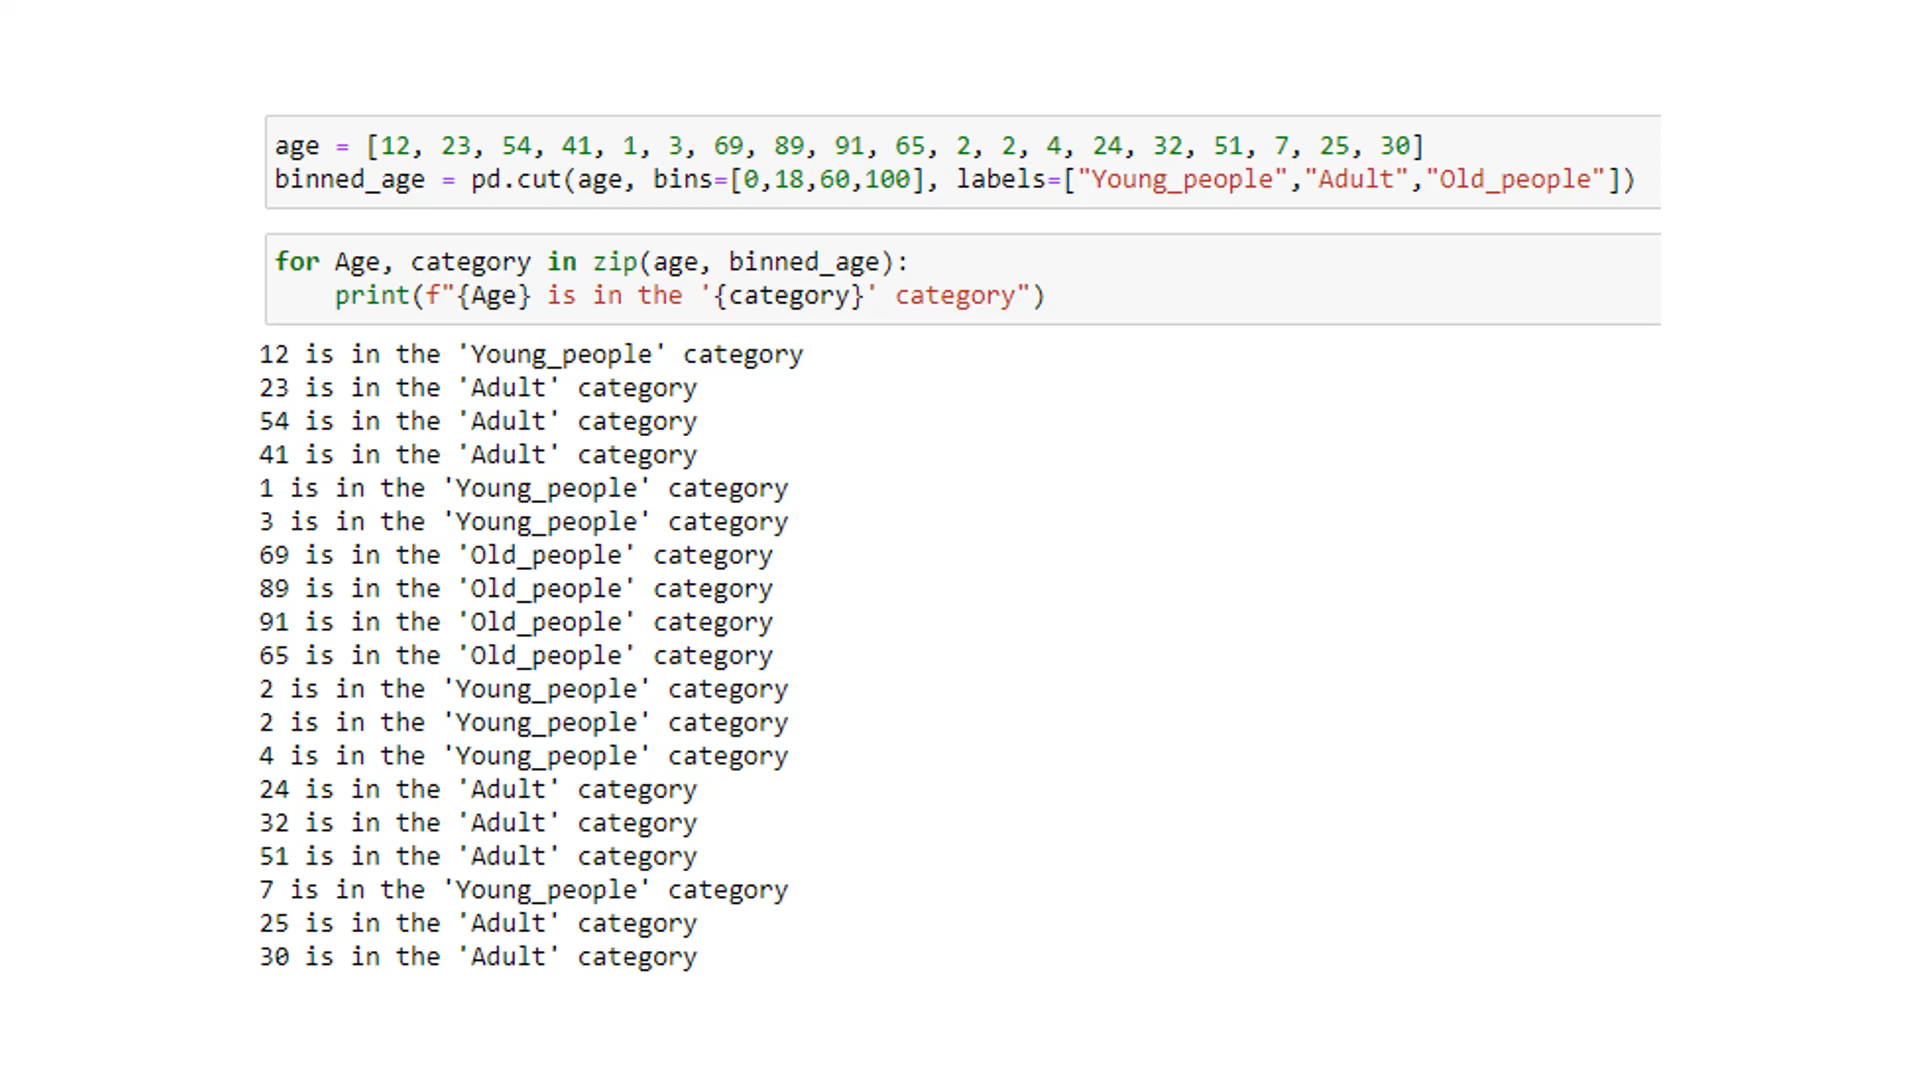 age = [12, 23, 54, 41, 1, 3, 69, 89, 91, 65, 2, 2, 4, 24, 32, 51, 7, 25, 30]
binned_age = pd.cut(age, bins=[0,18,60,100], labels=["Young_people","Adult","Old_people"])
for Age, category in zip(age, binned_age):
    print(f"{Age} is in the '{category}' category")
12 is in the 'Young_people' category
23 is in the 'Adult' category
54 is in the 'Adult' category
41 is in the 'Adult' category
1 is in the 'Young_people' category
3 is in the 'Young_people' category
69 is in the 'Old_people' category
89 is in the 'Old_people' category
91 is in the 'Old_people' category
65 is in the 'Old_people' category
2 is in the 'Young_people' category
2 is in the 'Young_people' category
4 is in the 'Young_people' category
24 is in the 'Adult' category
32 is in the 'Adult' category
51 is in the 'Adult' category
7 is in the 'Young_people' category
25 is in the 'Adult' category
30 is in the 'Adult' category